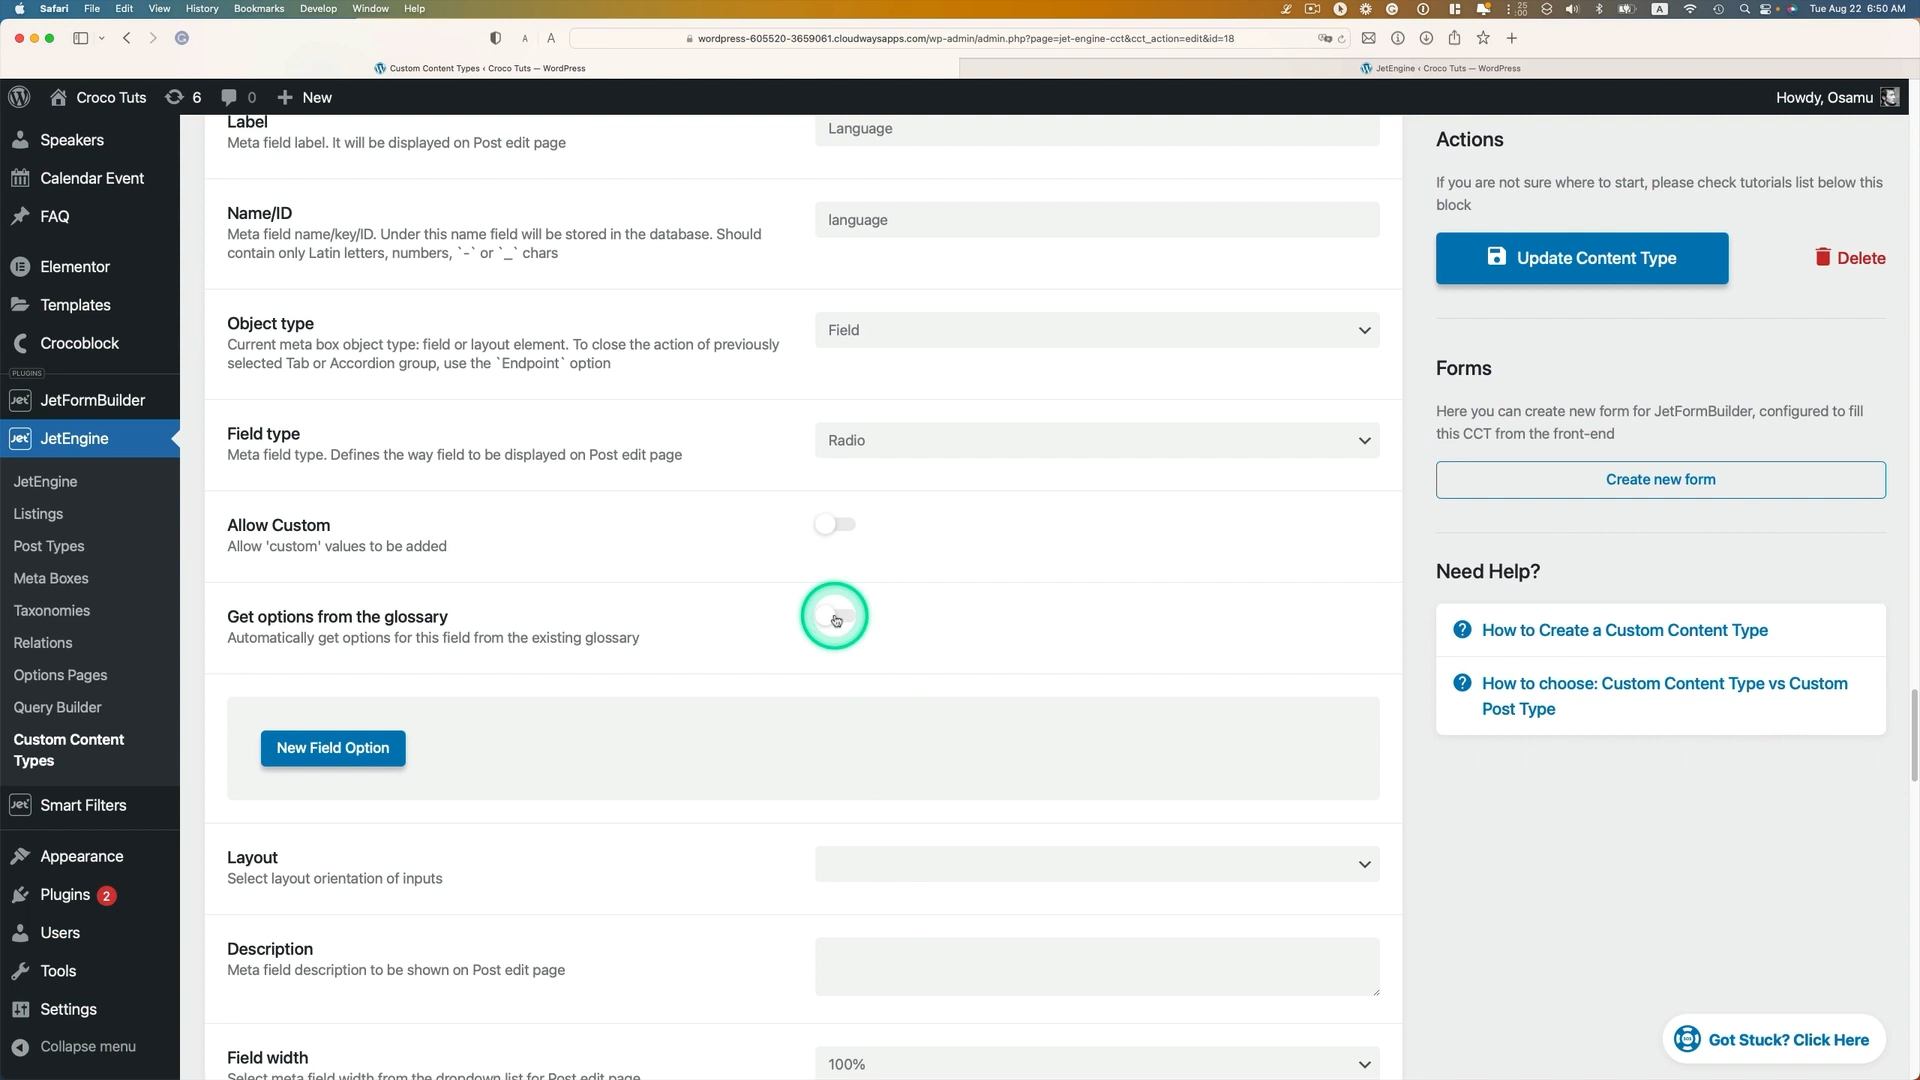 Safari File Edit View History Bookmarks Develop Window Help
25 :00 A Tue Aug 22 6:50 AM
A A wordpress-605520-3659061.cloudwaysapps.com/wp-admin/admin.php?page=jet-engine-cct&cct_action=edit&id=18
Custom Content Types ‹ Croco Tuts — WordPress
JetEngine ‹ Croco Tuts — WordPress
Croco Tuts 6 0 New Howdy, Osamu
Speakers
Calendar Event
FAQ
Elementor
Templates
Crocoblock
PLUGINS
JetFormBuilder
JetEngine
JetEngine
Listings
Post Types
Meta Boxes
Taxonomies
Relations
Options Pages
Query Builder
Custom Content
Types
Smart Filters
Appearance
Plugins 2
Users
Tools
Settings
Collapse menu
Label
Meta field label. It will be displayed on Post edit page
Language
Name/ID
Meta field name/key/ID. Under this name field will be stored in the database. Should
contain only Latin letters, numbers, `-` or `_` chars
language
Object type
Current meta box object type: field or layout element. To close the action of previously
selected Tab or Accordion group, use the `Endpoint` option
Field
Field type
Meta field type. Defines the way field to be displayed on Post edit page
Radio
Allow Custom
Allow 'custom' values to be added
Get options from the glossary
Automatically get options for this field from the existing glossary
New Field Option
Layout
Select layout orientation of inputs
Description
Meta field description to be shown on Post edit page
Field width
Select meta field width from the dropdown list for Post edit page
100%
Actions
If you are not sure where to start, please check tutorials list below this
block
Update Content Type
Delete
Forms
Here you can create new form for JetFormBuilder, configured to fill
this CCT from the front-end
Create new form
Need Help?
How to Create a Custom Content Type
How to choose: Custom Content Type vs Custom
Post Type
Got Stuck? Click Here